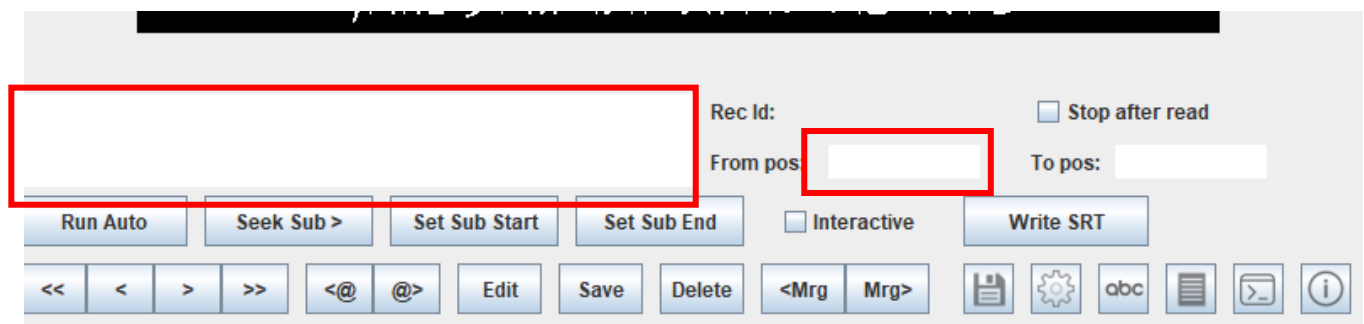 Rec Id:
Stop after read
From pos:
To pos:
Run Auto
Seek Sub >
Set Sub Start
Set Sub End
Interactive
Write SRT
<<
<
>
>>
<@
@>
Edit
Save
Delete
<Mrg
Mrg>
abc